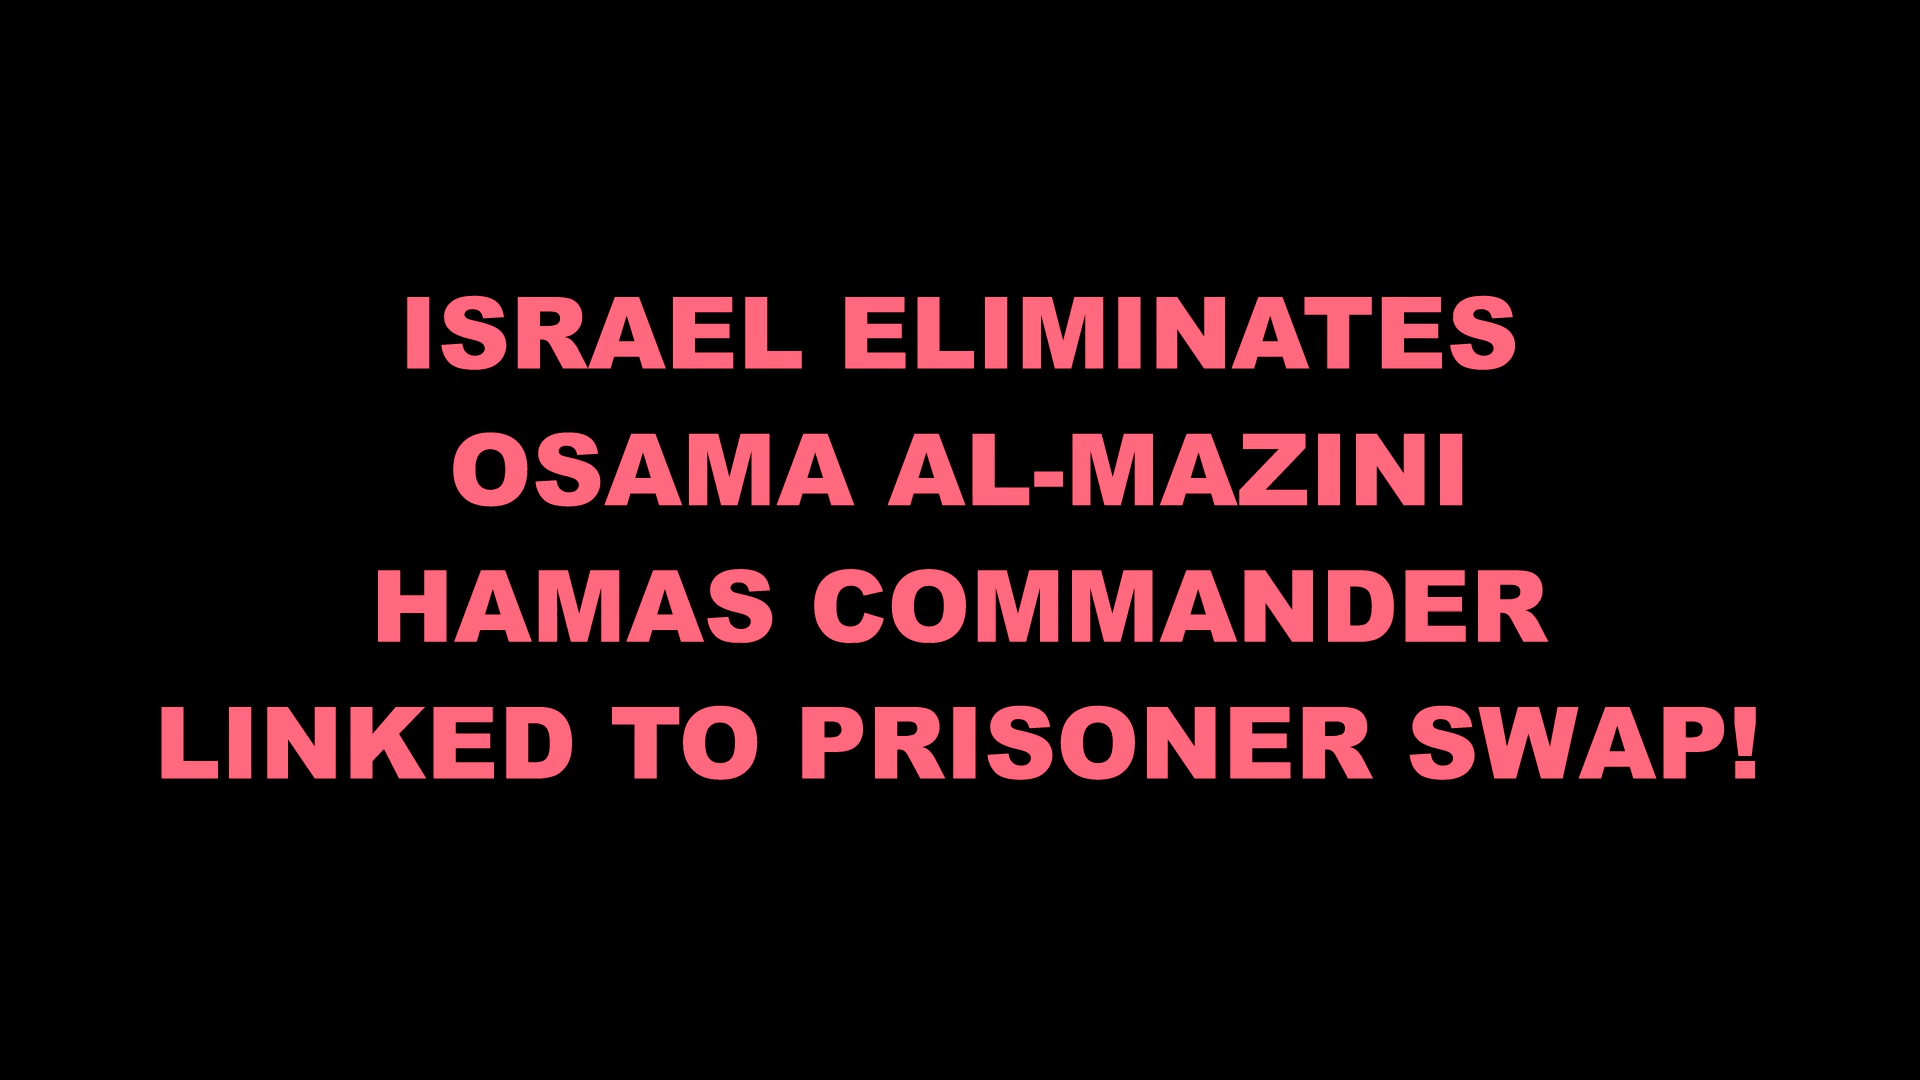 ISRAEL ELIMINATES
OSAMA AL-MAZINI
HAMAS COMMANDER
LINKED TO PRISONER SWAP!